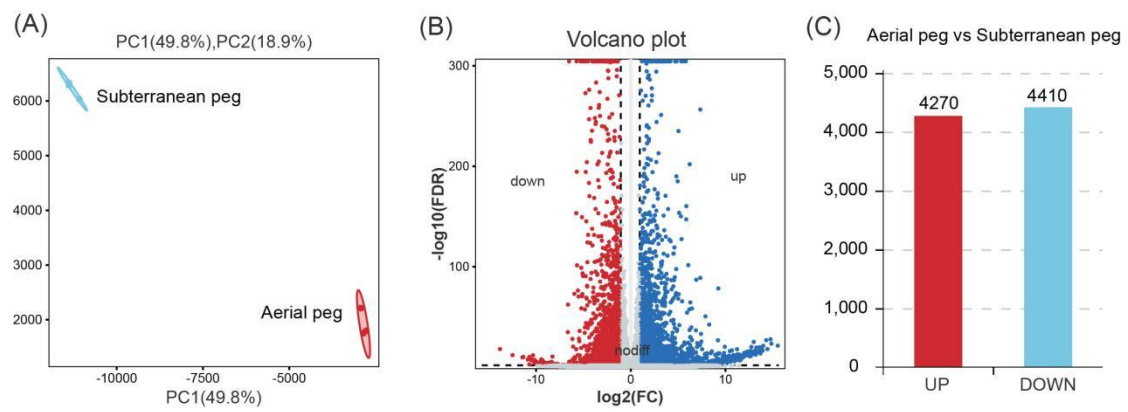 (A)
PC1(49.8%),PC2(18.9%)
6000
4000
2000
Subterranean peg
Aerial peg
-10000
-7500
-5000
PC1(49.8%)
(B)
Volcano plot
300
200
100
-log10(FDR)
down
up
nodiff
-10
0
10
log2(FC)
(C)
Aerial peg vs Subterranean peg
5,000
4,000
3,000
2,000
1,000
0
4270
4410
UP
DOWN